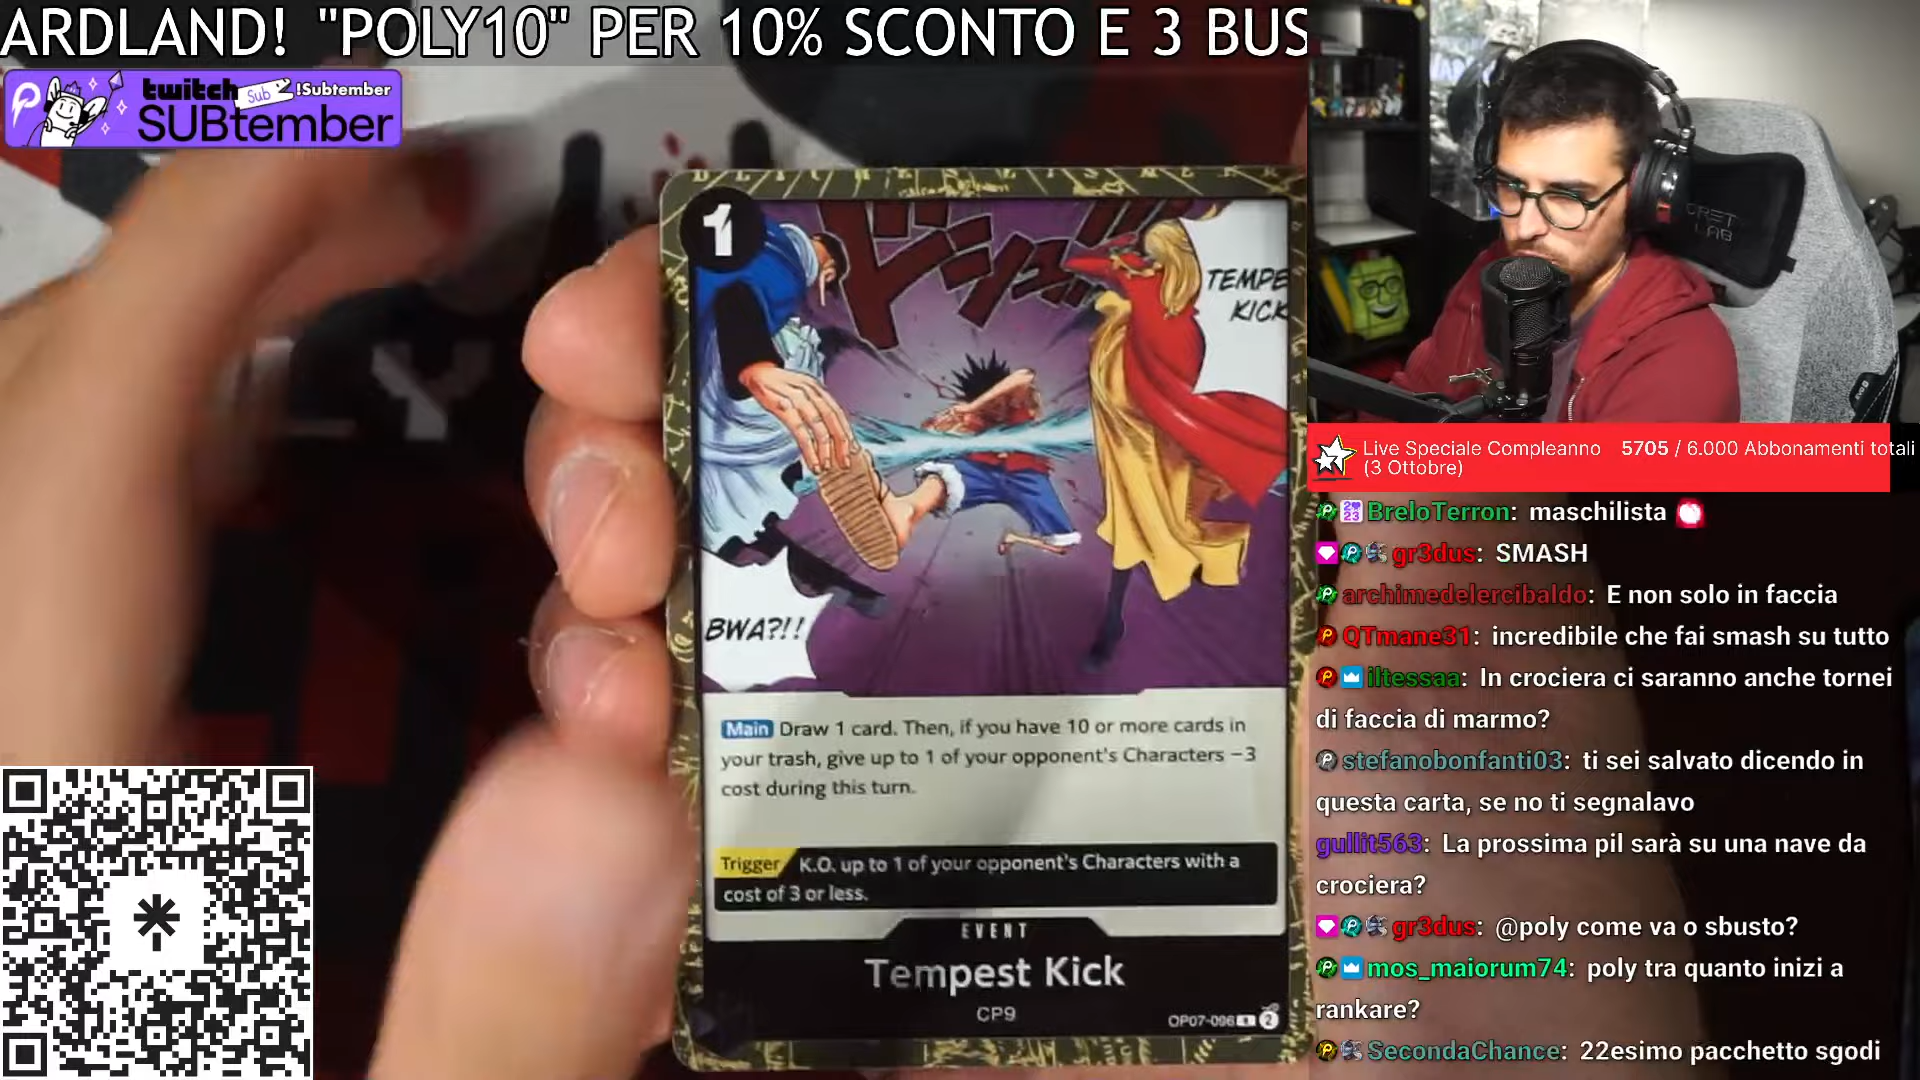 ARDLAND! "POLY10" PER 10% SCONTO E 3 BUS
twitch Sub !Subtember
SUBtember
1
ドシュ!!
TEMPE
KICK
BWA?!!
Main Draw 1 card. Then, if you have 10 or more cards in
your trash, give up to 1 of your opponent's Characters −3
cost during this turn.
Trigger K.O. up to 1 of your opponent's Characters with a
cost of 3 or less.
EVENT
Tempest Kick
CP9
OP07-096 R 2
Live Speciale Compleanno 5705 / 6.000 Abbonamenti totali
(3 Ottobre)
BreloTerron: maschilista
gr3dus: SMASH
archimedelercibaldo: E non solo in faccia
QTmane31: incredibile che fai smash su tutto
iltessaa: In crociera ci saranno anche tornei
di faccia di marmo?
stefanobonfanti03: ti sei salvato dicendo in
questa carta, se no ti segnalavo
gullit563: La prossima pil sarà su una nave da
crociera?
gr3dus: @poly come va o sbusto?
mos_maiorum74: poly tra quanto inizi a
rankare?
SecondaChance: 22esimo pacchetto sgodi